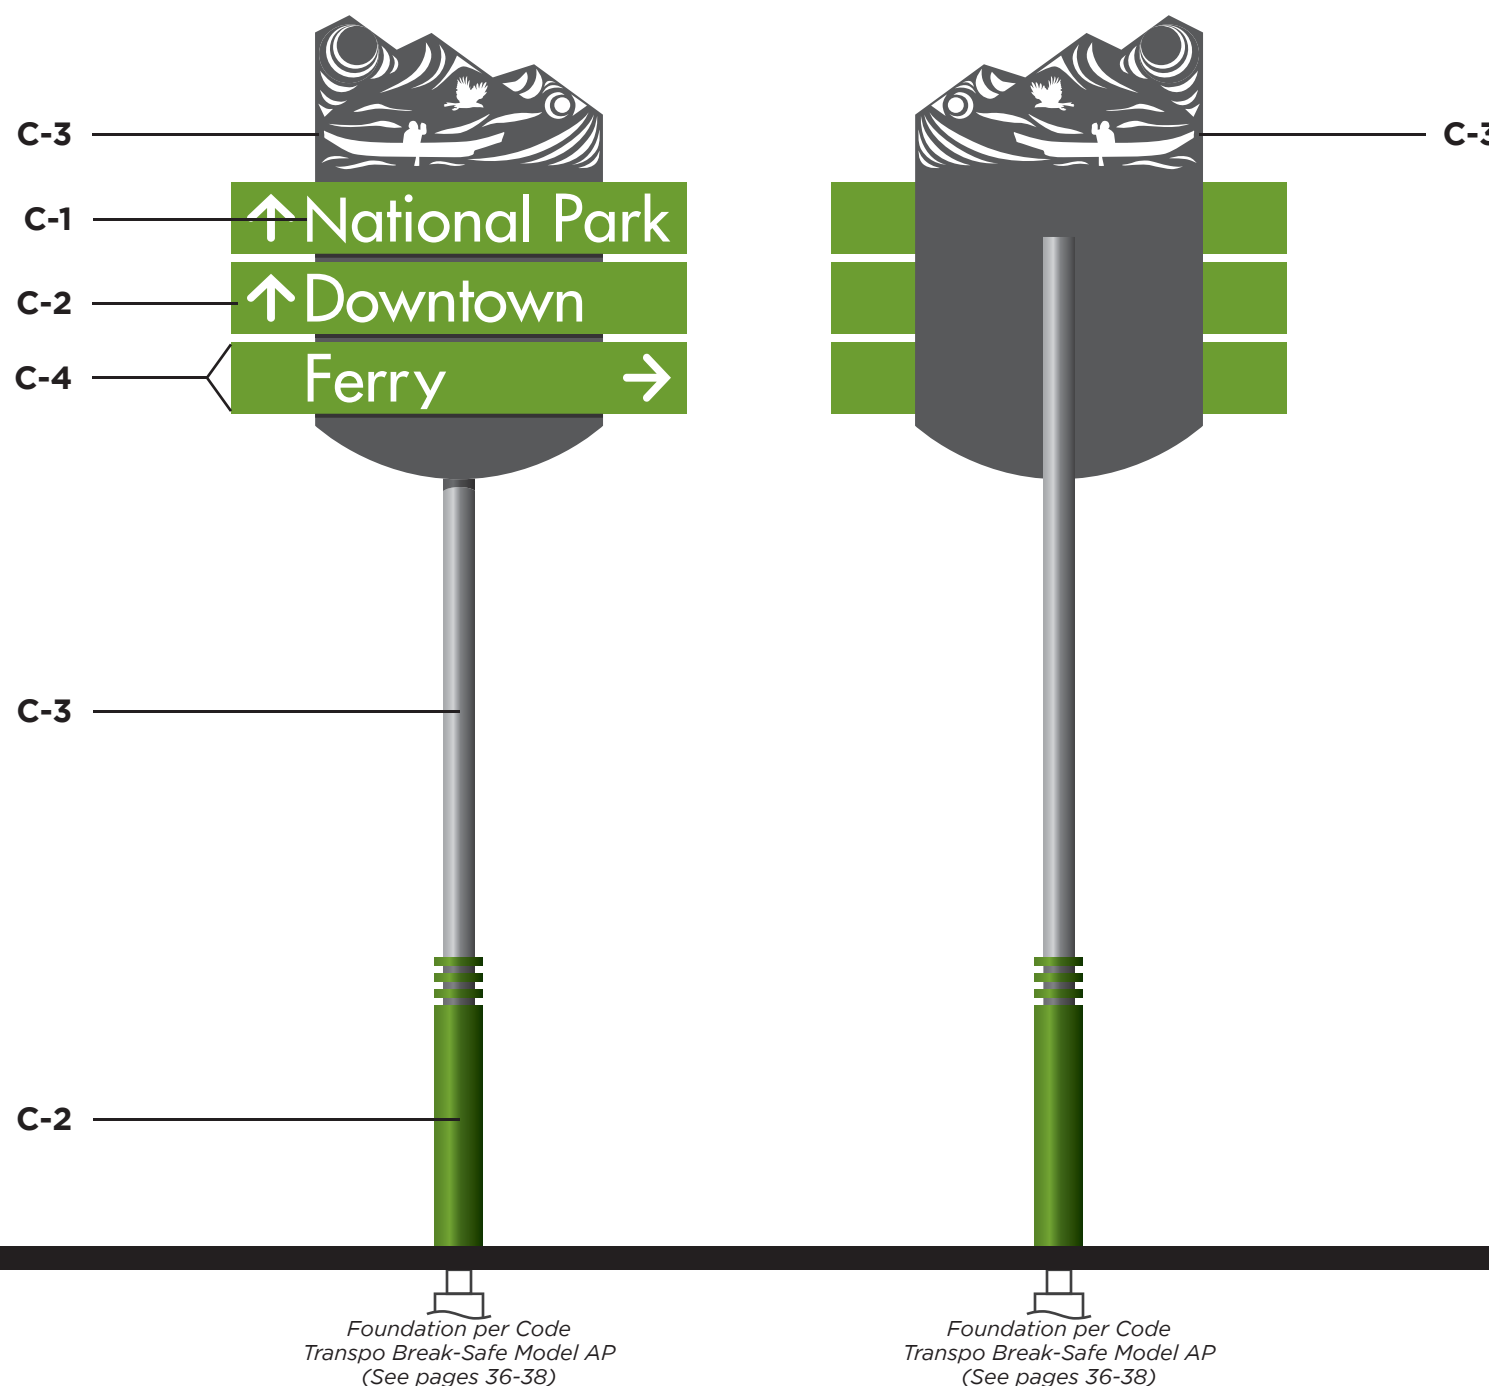 C-3
C-3
C-1
National Park
C-2
Downtown
C-4
Ferry
C-3
C-2
Foundation per Code
Transpo Break-Safe Model AP
(See pages 36-38)
Foundation per Code
Transpo Break-Safe Model AP
(See pages 36-38)